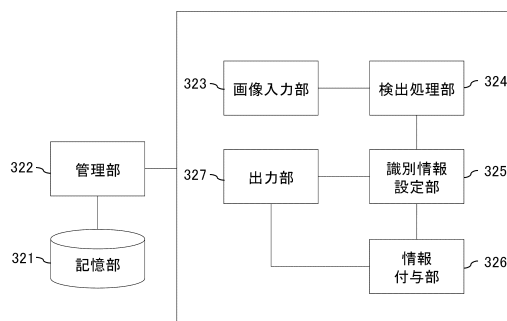 323
画像入力部
検出処理部
324
322
管理部
327
出力部
識別情報
設定部
325
321
記憶部
情報
付与部
326